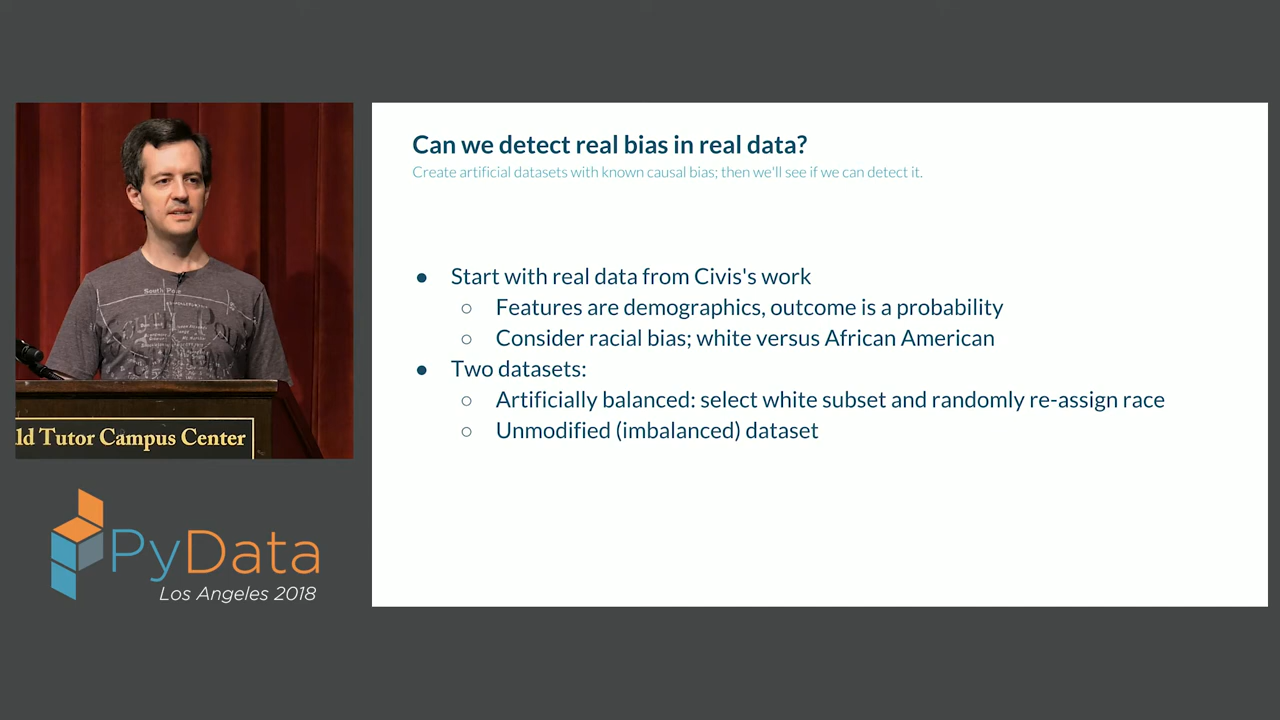 Can we detect real bias in real data?
Create artificial datasets with known causal bias; then we'll see if we can detect it.
● Start with real data from Civis's work
○ Features are demographics, outcome is a probability
○ Consider racial bias; white versus African American
● Two datasets:
○ Artificially balanced: select white subset and randomly re-assign race
○ Unmodified (imbalanced) dataset
South Pole
ld Tutor Campus Center
PyData
Los Angeles 2018